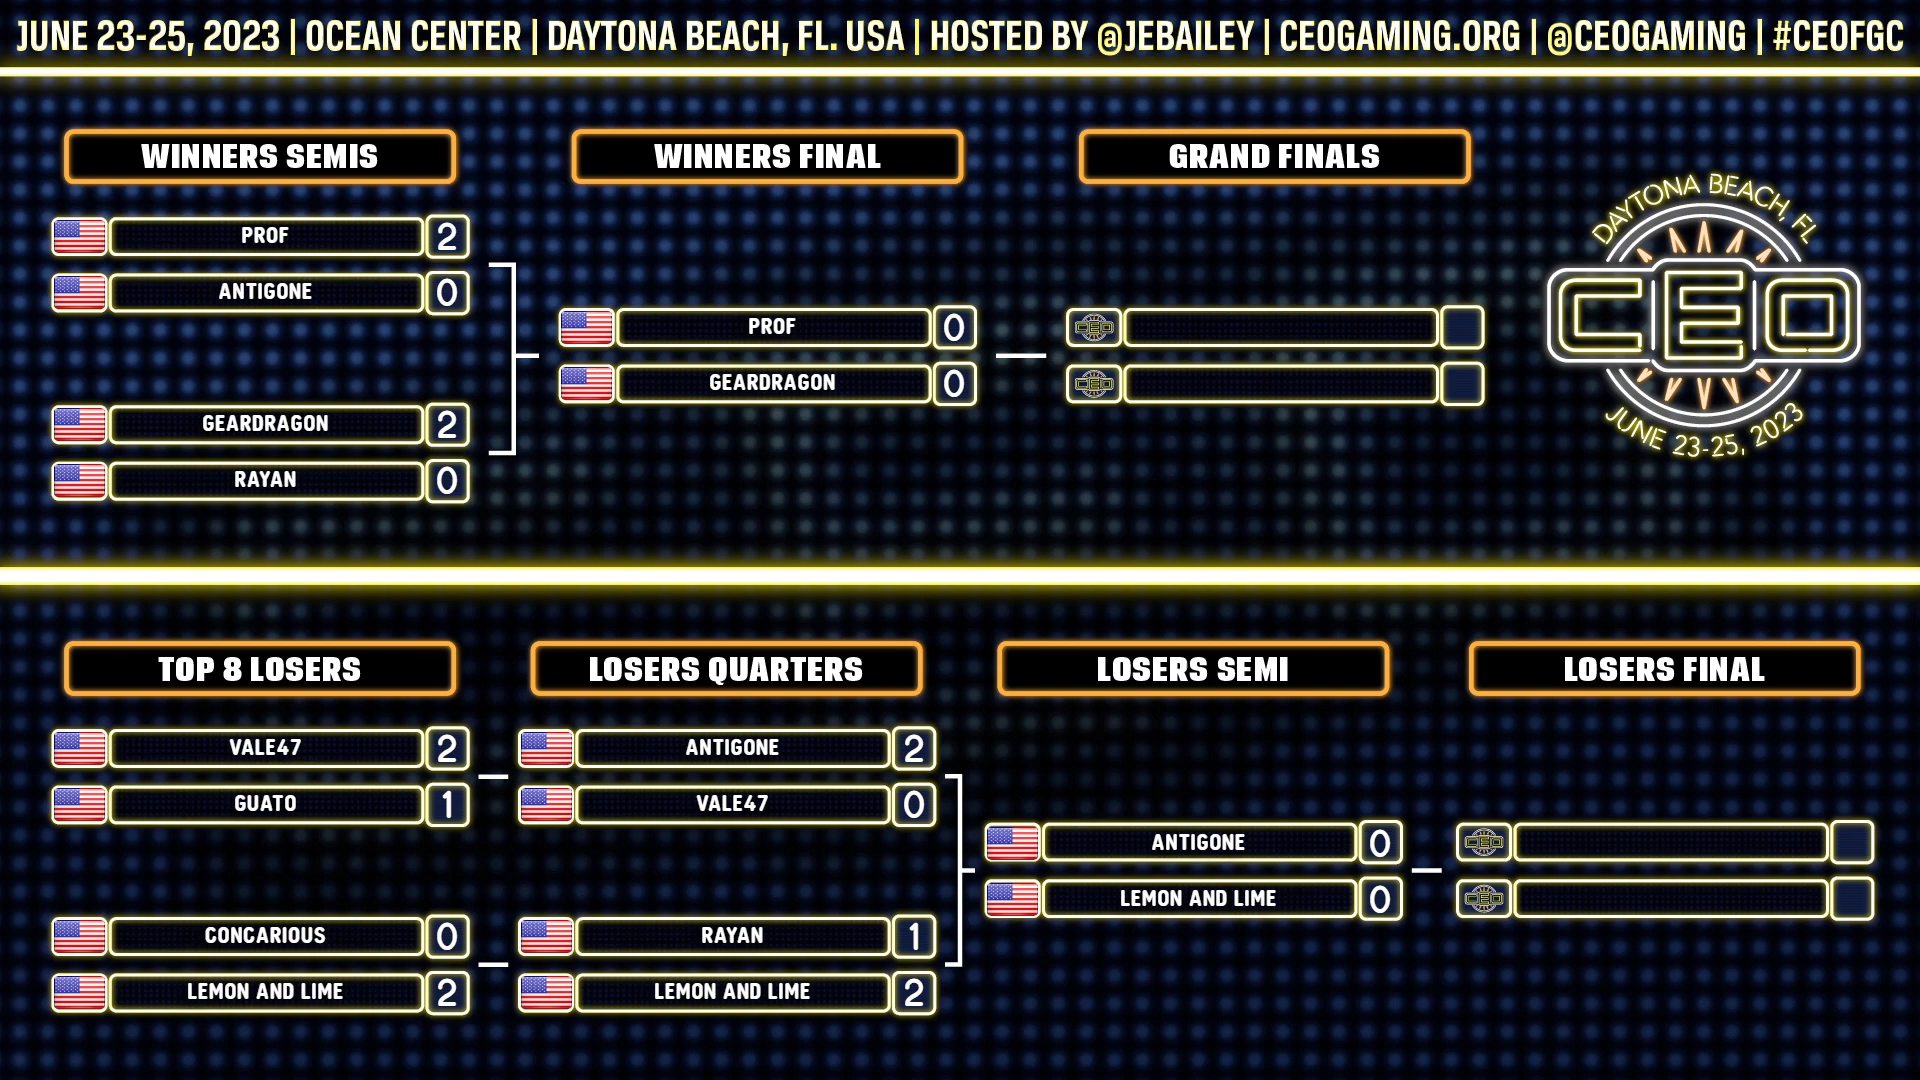 JUNE 23-25, 2023 | OCEAN CENTER | DAYTONA BEACH, FL. USA | HOSTED BY @JEBAILEY | CEOGAMING.ORG | @CEOGAMING | #CEOFGC
WINNERS SEMIS
PROF 2
ANTIGONE 0
GEARDRAGON 2
RAYAN 0
WINNERS FINAL
PROF 0
GEARDRAGON 0
GRAND FINALS
CEO
CEO
DAYTONA BEACH, FL
CEO
JUNE 23-25, 2023
TOP 8 LOSERS
VALE47 2
GUATO 1
CONCARIOUS 0
LEMON AND LIME 2
LOSERS QUARTERS
ANTIGONE 2
VALE47 0
RAYAN 1
LEMON AND LIME 2
LOSERS SEMI
ANTIGONE 0
LEMON AND LIME 0
LOSERS FINAL
CEO
CEO